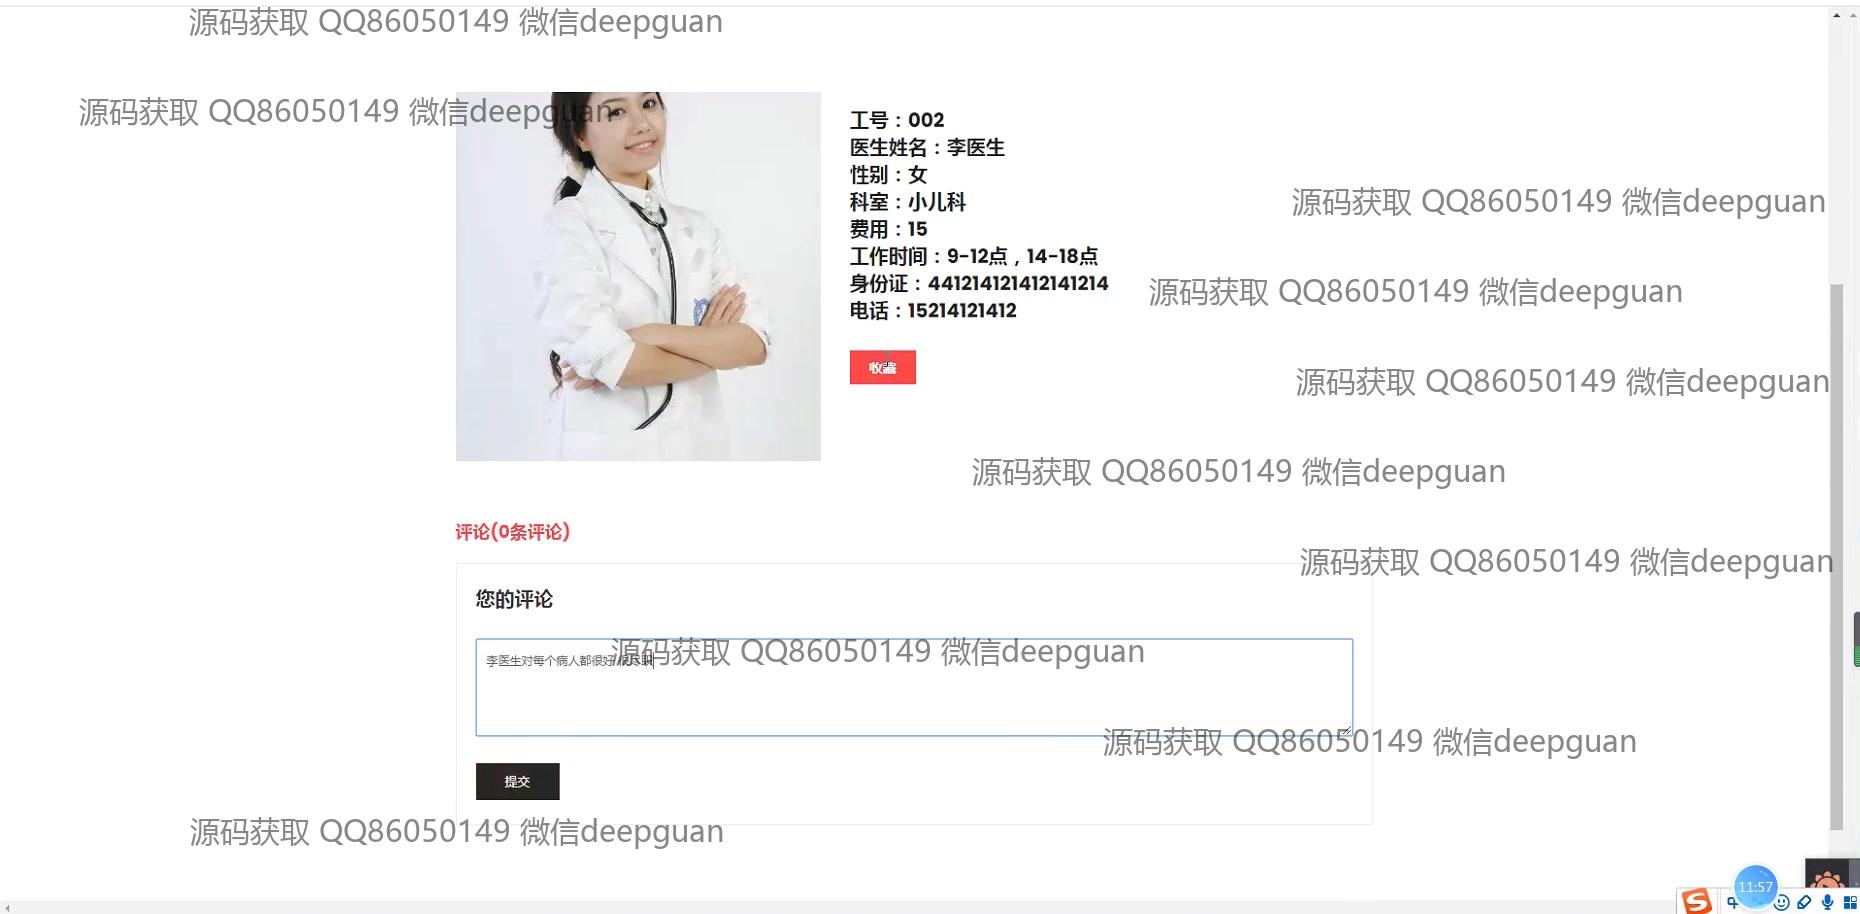 源码获取 QQ86050149 微信deepguan
源码获取 QQ86050149 微信deepguan
工号：002
医生姓名：李医生
性别：女
科室：小儿科
费用：15
工作时间：9-12点，14-18点
身份证：441214121412141214
电话：15214121412
源码获取 QQ86050149 微信deepguan
源码获取 QQ86050149 微信deepguan
收藏
源码获取 QQ86050149 微信deepguan
源码获取 QQ86050149 微信deepguan
评论(0条评论)
源码获取 QQ86050149 微信deepguan
您的评论
李医生对每个病人都很好,很尽职
源码获取 QQ86050149 微信deepguan
源码获取 QQ86050149 微信deepguan
提交
源码获取 QQ86050149 微信deepguan
11:57